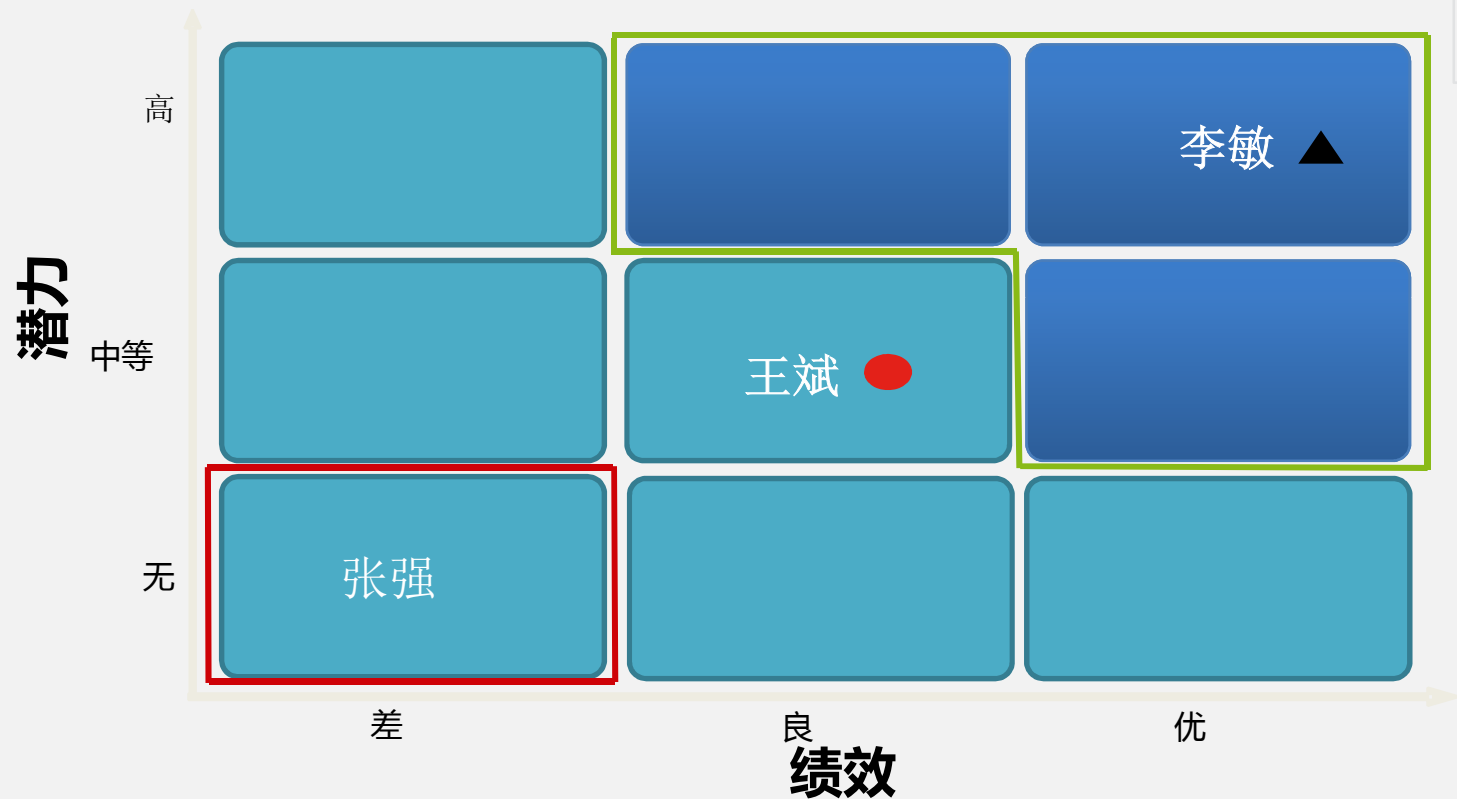 高
李敏
潜力
中等
王斌
无
张强
差
良
优
绩效